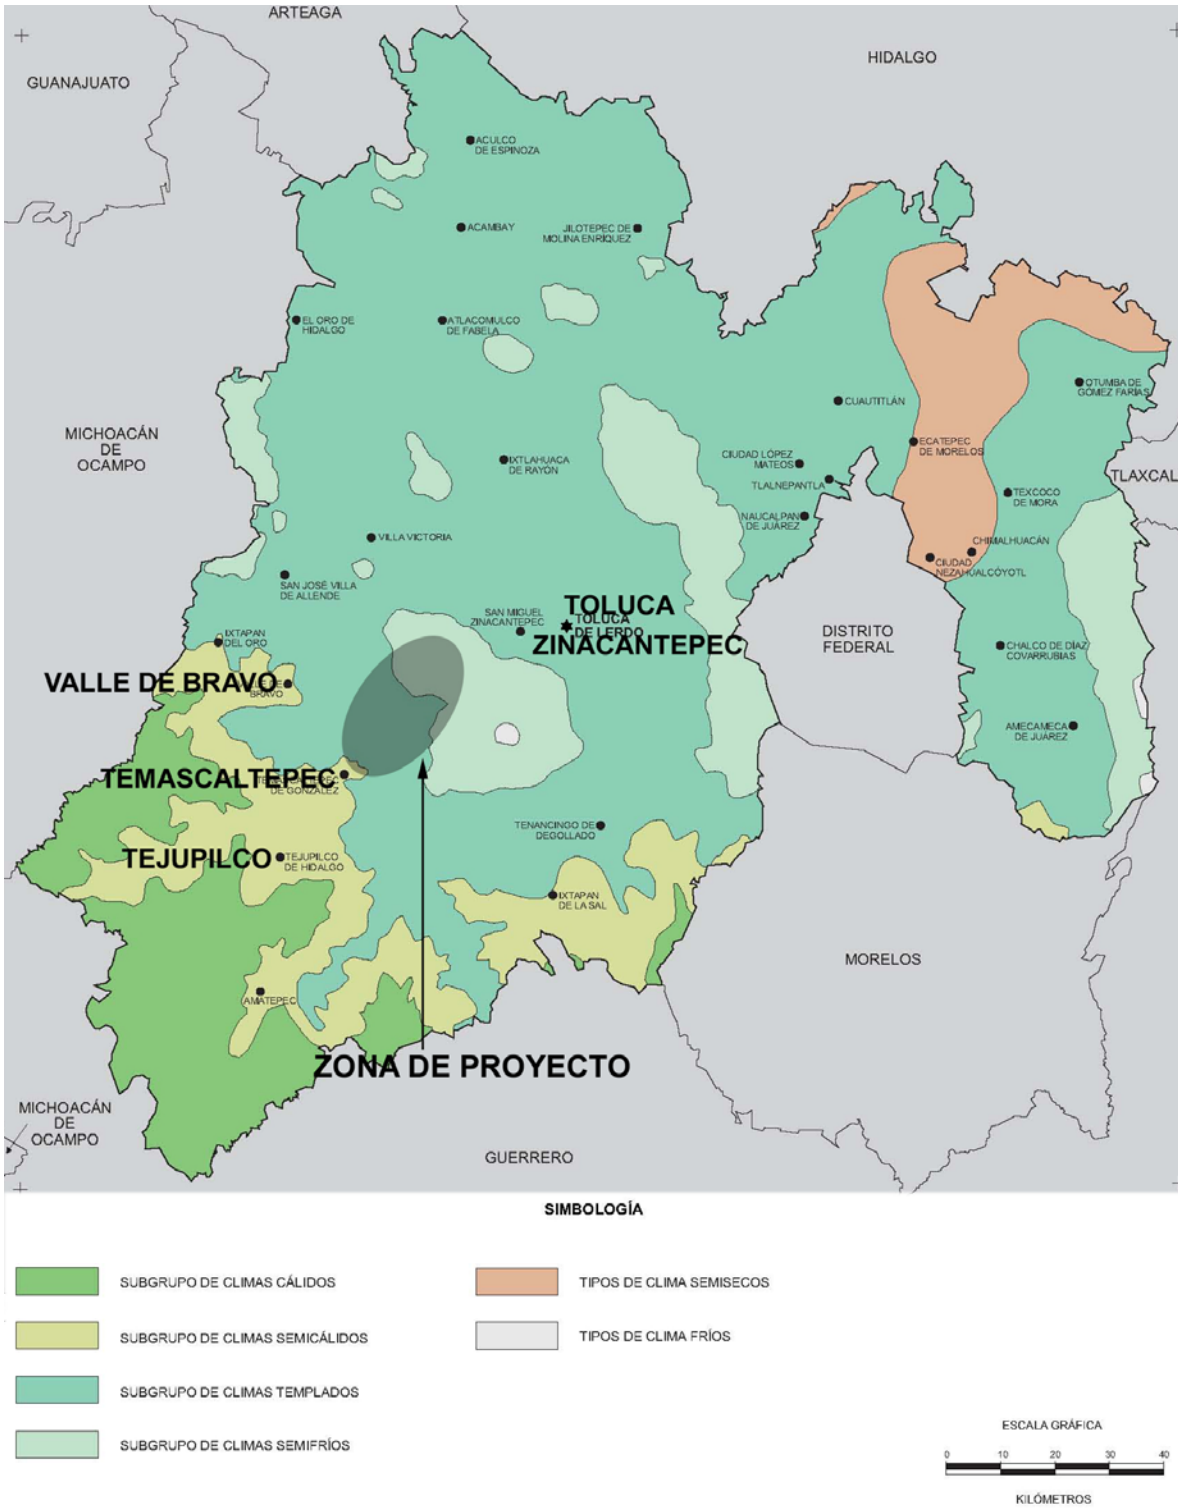 ARTEAGA
GUANAJUATO
HIDALGO
ACULCO
DE ESPINOZA
ACAMBAY
JILOTEPEC DE
MOLINA ENRÍQUEZ
EL ORO DE
HIDALGO
ATLACOMULCO
DE FABELA
OTUMBA DE
GÓMEZ FARÍAS
CUAUTITLÁN
MICHOACÁN
DE
OCAMPO
ECATEPEC
DE MORELOS
IXTLAHUACA
DE RAYÓN
CIUDAD LÓPEZ
MATEOS
TLALNEPANTLA
TLAXCAL
TEXCOCO
DE MORA
NAUCALPAN
DE JUÁREZ
VILLA VICTORIA
CHIMALHUACÁN
CIUDAD
NEZAHUALCÓYOTL
SAN JOSÉ VILLA
DE ALLENDE
TOLUCA
SAN MIGUEL
ZINACANTEPEC
TOLUCA
DE LERDO
ZINACANTEPEC
IXTAPAN
DEL ORO
DISTRITO
FEDERAL
CHALCO DE DÍAZ
COVARRUBIAS
VALLE DE BRAVO
BRAVO
AMECAMECA
DE JUÁREZ
TEMASCALTEPEC
DE GONZÁLEZ
TENANCINGO DE
DEGOLLADO
TEJUPILCO
TEJUPILCO
DE HIDALGO
IXTAPAN
DE LA SAL
MORELOS
AMATEPEC
ZONA DE PROYECTO
MICHOACÁN
DE
OCAMPO
GUERRERO
SIMBOLOGÍA
SUBGRUPO DE CLIMAS CÁLIDOS
TIPOS DE CLIMA SEMISECOS
SUBGRUPO DE CLIMAS SEMICÁLIDOS
TIPOS DE CLIMA FRÍOS
SUBGRUPO DE CLIMAS TEMPLADOS
SUBGRUPO DE CLIMAS SEMIFRÍOS
ESCALA GRÁFICA
0 10 20 30 40
KILÓMETROS